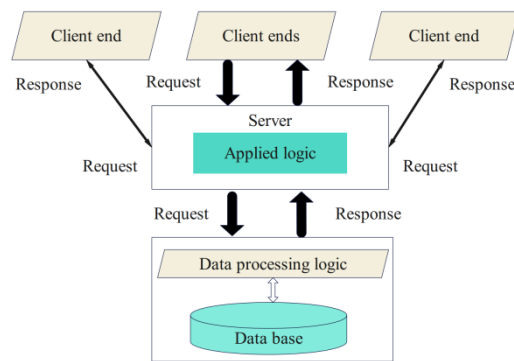 Client end
Client ends
Client end
Response
Request
Response
Response
Server
Applied logic
Request
Request
Request
Response
Data processing logic
Data base